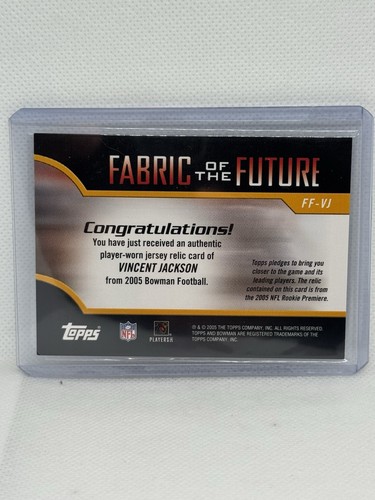 FABRIC OF THE FUTURE
FF-VJ
Congratulations!
You have just received an authentic
player-worn jersey relic card of
VINCENT JACKSON
from 2005 Bowman Football.
Topps pledges to bring you
closer to the game and its
leading players. The relic
contained on this card is from
the 2005 NFL Rookie Premiere.
Topps
NFL
PLAYERS
® & © 2005 THE TOPPS COMPANY, INC. ALL RIGHTS RESERVED.
TOPPS AND BOWMAN ARE REGISTERED TRADEMARKS OF THE
TOPPS COMPANY, INC.